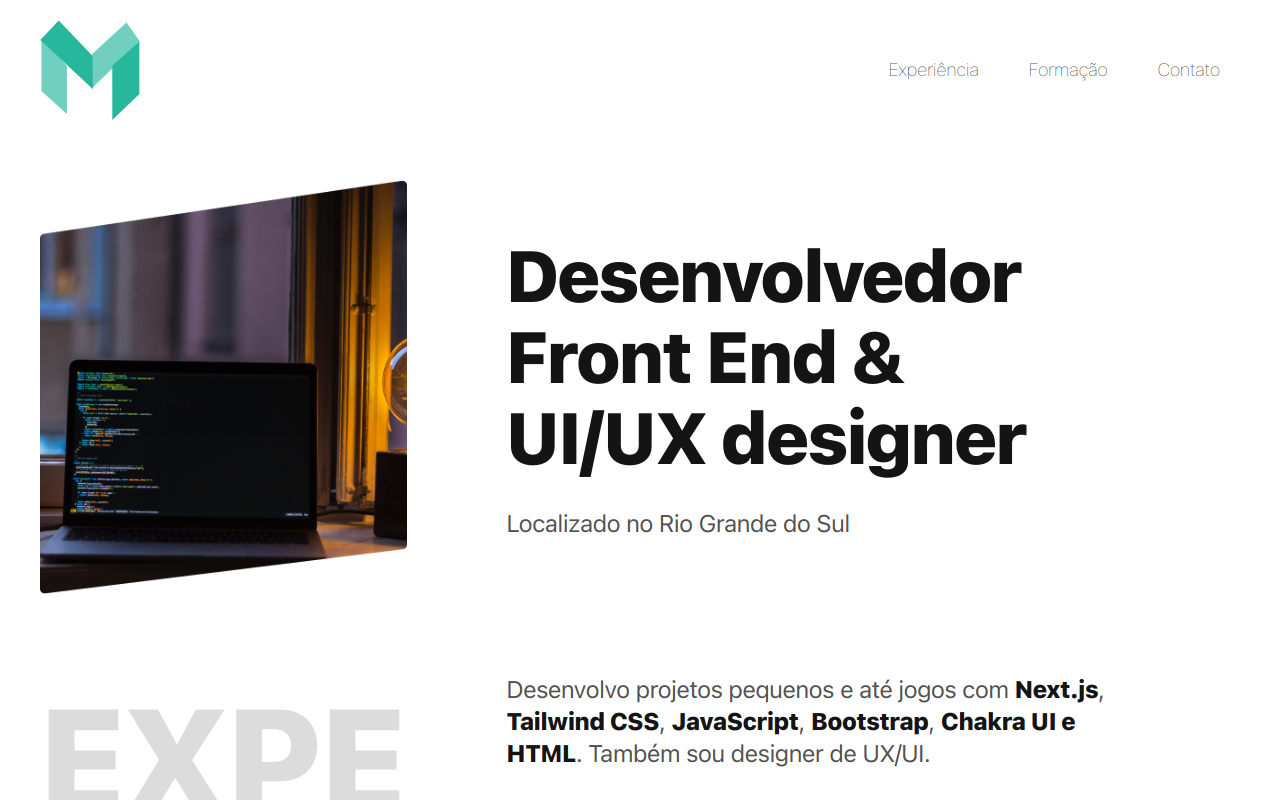 Experiência Formação Contato
Desenvolvedor
Front End &
UI/UX designer
Localizado no Rio Grande do Sul
Desenvolvo projetos pequenos e até jogos com Next.js,
Tailwind CSS, JavaScript, Bootstrap, Chakra UI e
HTML. Também sou designer de UX/UI.
EXPE